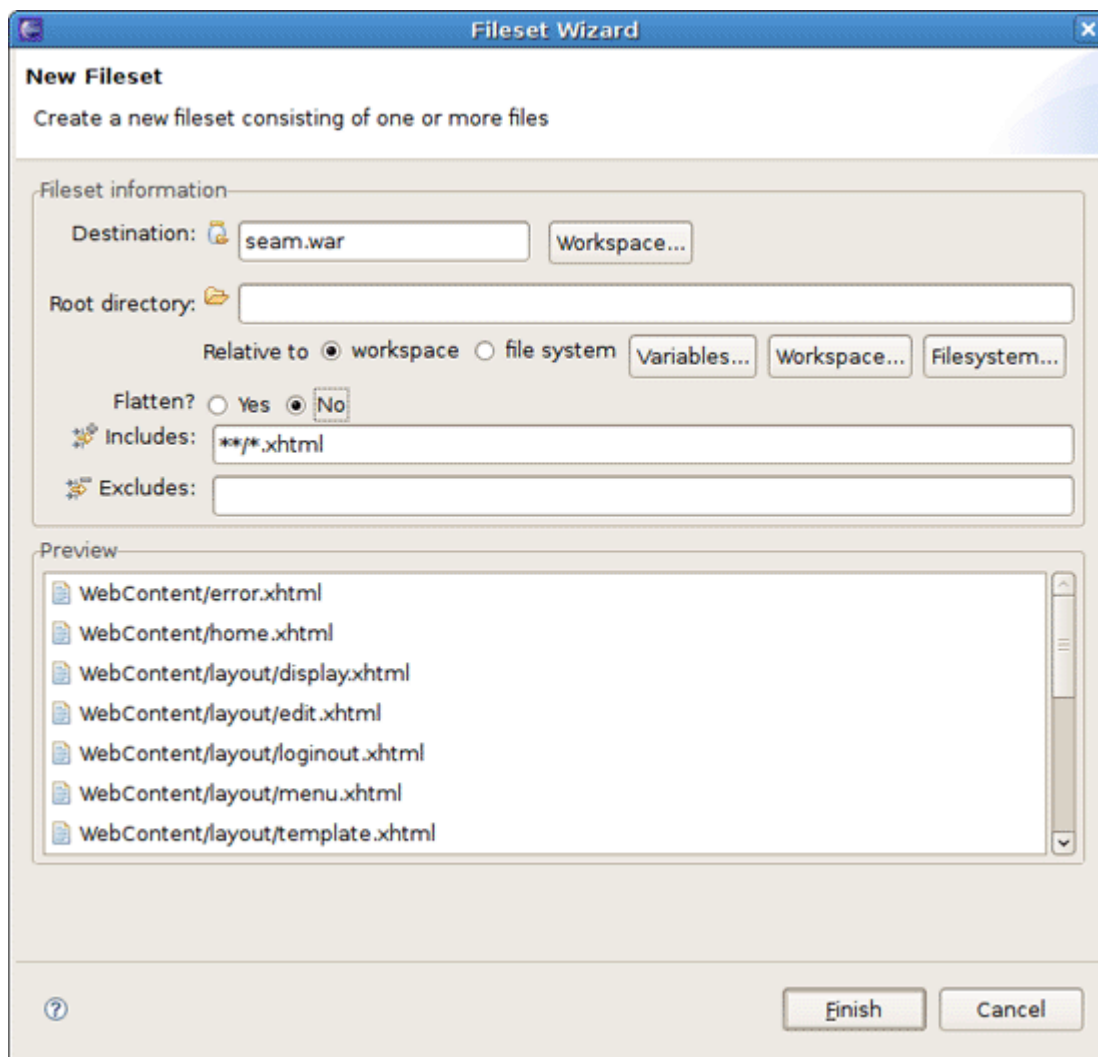 Fileset Wizard
New Fileset
Create a new fileset consisting of one or more files
Fileset information
Destination: seam.war Workspace...
Root directory:
Relative to workspace file system Variables... Workspace... Filesystem...
Flatten? Yes No
Includes: **/*.xhtml
Excludes:
Preview
WebContent/error.xhtml
WebContent/home.xhtml
WebContent/layout/display.xhtml
WebContent/layout/edit.xhtml
WebContent/layout/loginout.xhtml
WebContent/layout/menu.xhtml
WebContent/layout/template.xhtml
Finish Cancel